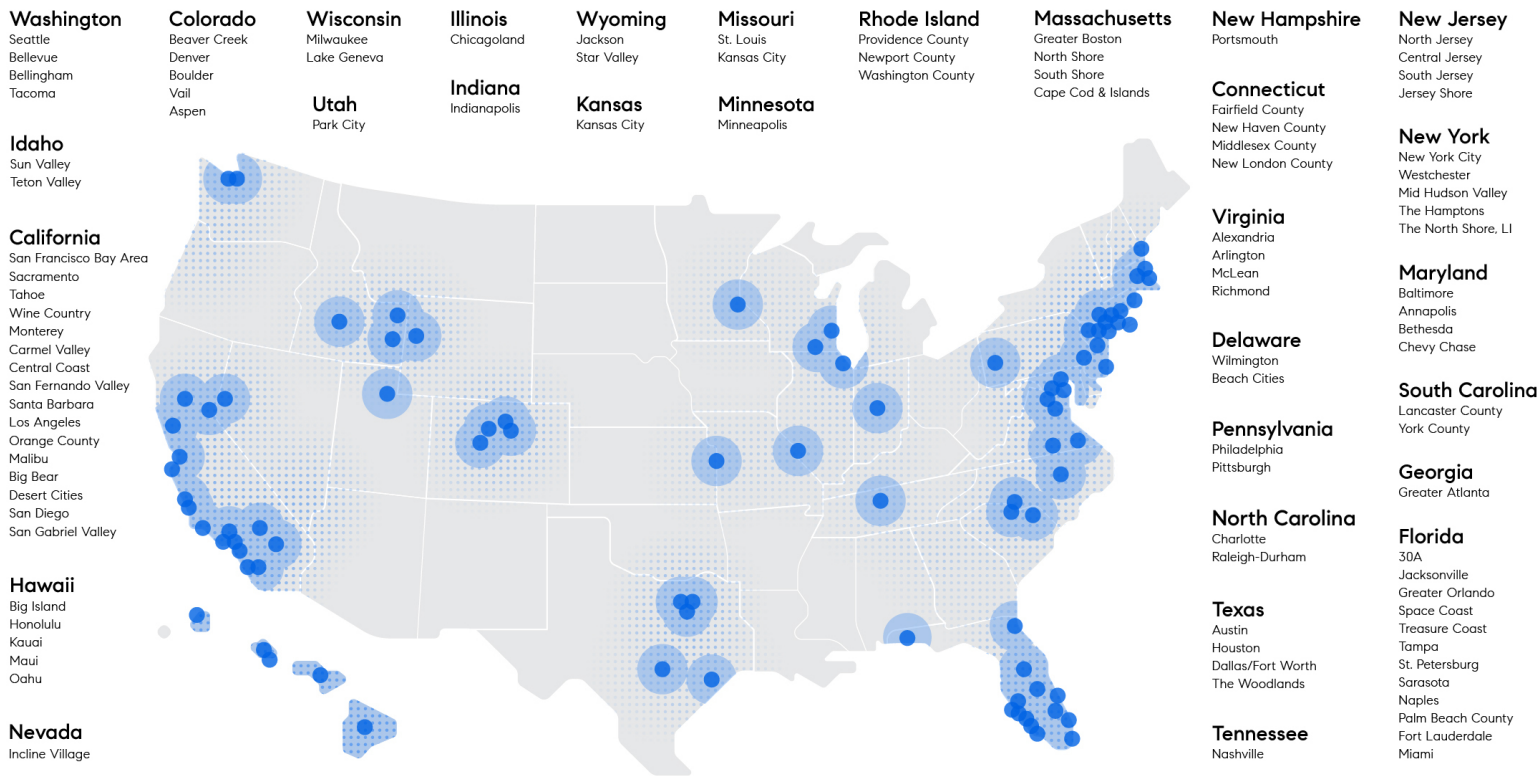 Washington
Seattle
Bellevue
Bellingham
Tacoma
Idaho
Sun Valley
Teton Valley
California
San Francisco Bay Area
Sacramento
Tahoe
Wine Country
Monterey
Carmel Valley
Central Coast
San Fernando Valley
Santa Barbara
Los Angeles
Orange County
Malibu
Big Bear
Desert Cities
San Diego
San Gabriel Valley
Hawaii
Big Island
Honolulu
Kauai
Maui
Oahu
Nevada
Incline Village
Colorado
Beaver Creek
Denver
Boulder
Vail
Aspen
Wisconsin
Milwaukee
Lake Geneva
Utah
Park City
Illinois
Chicagoland
Indiana
Indianapolis
Wyoming
Jackson
Star Valley
Kansas
Kansas City
Missouri
St. Louis
Kansas City
Minnesota
Minneapolis
Rhode Island
Providence County
Newport County
Washington County
Massachusetts
Greater Boston
North Shore
South Shore
Cape Cod & Islands
New Hampshire
Portsmouth
Connecticut
Fairfield County
New Haven County
Middlesex County
New London County
Virginia
Alexandria
Arlington
McLean
Richmond
Delaware
Wilmington
Beach Cities
Pennsylvania
Philadelphia
Pittsburgh
North Carolina
Charlotte
Raleigh-Durham
Texas
Austin
Houston
Dallas/Fort Worth
The Woodlands
Tennessee
Nashville
New Jersey
North Jersey
Central Jersey
South Jersey
Jersey Shore
New York
New York City
Westchester
Mid Hudson Valley
The Hamptons
The North Shore, LI
Maryland
Baltimore
Annapolis
Bethesda
Chevy Chase
South Carolina
Lancaster County
York County
Georgia
Greater Atlanta
Florida
30A
Jacksonville
Greater Orlando
Space Coast
Treasure Coast
Tampa
St. Petersburg
Sarasota
Naples
Palm Beach County
Fort Lauderdale
Miami